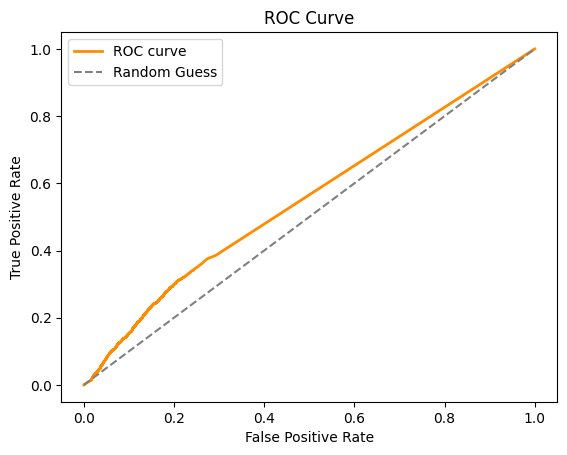 ROC Curve
ROC curve
Random Guess
True Positive Rate
1.0
0.8
0.6
0.4
0.2
0.0
0.0 0.2 0.4 0.6 0.8 1.0
False Positive Rate